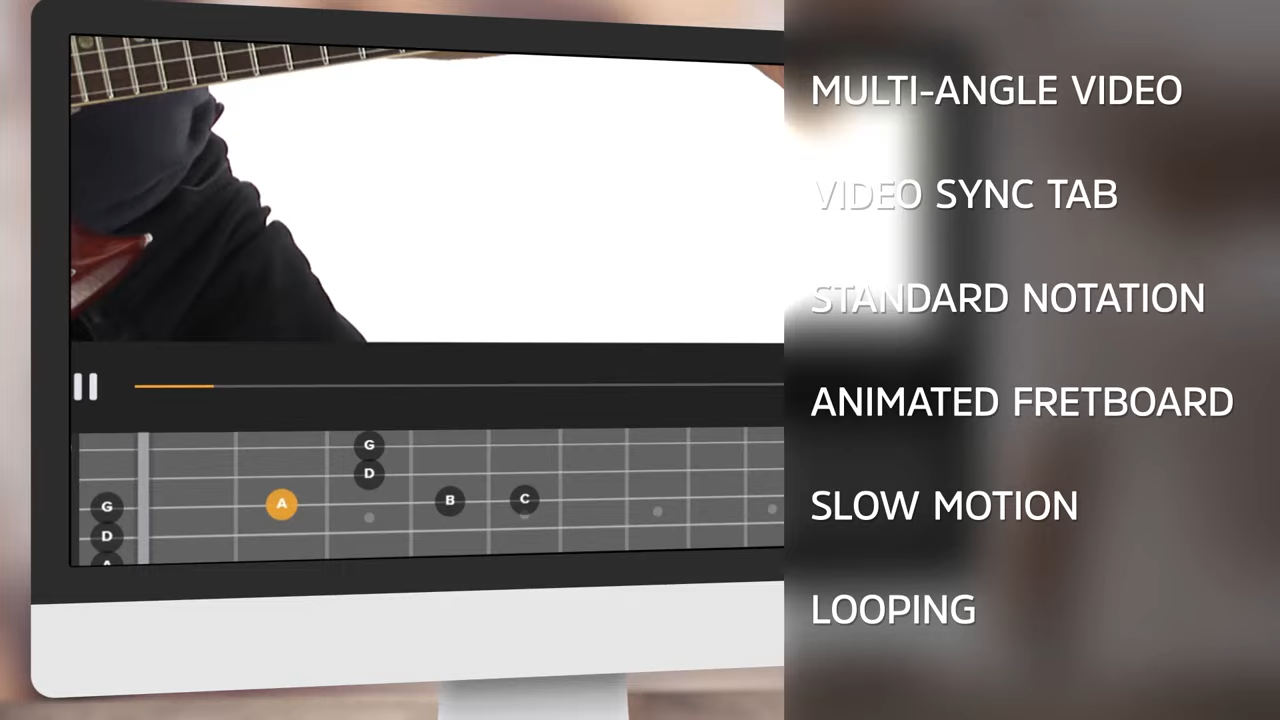 MULTI-ANGLE VIDEO
VIDEO SYNC TAB
STANDARD NOTATION
ANIMATED FRETBOARD
SLOW MOTION
LOOPING
G
D
A
B
C
G
D
A